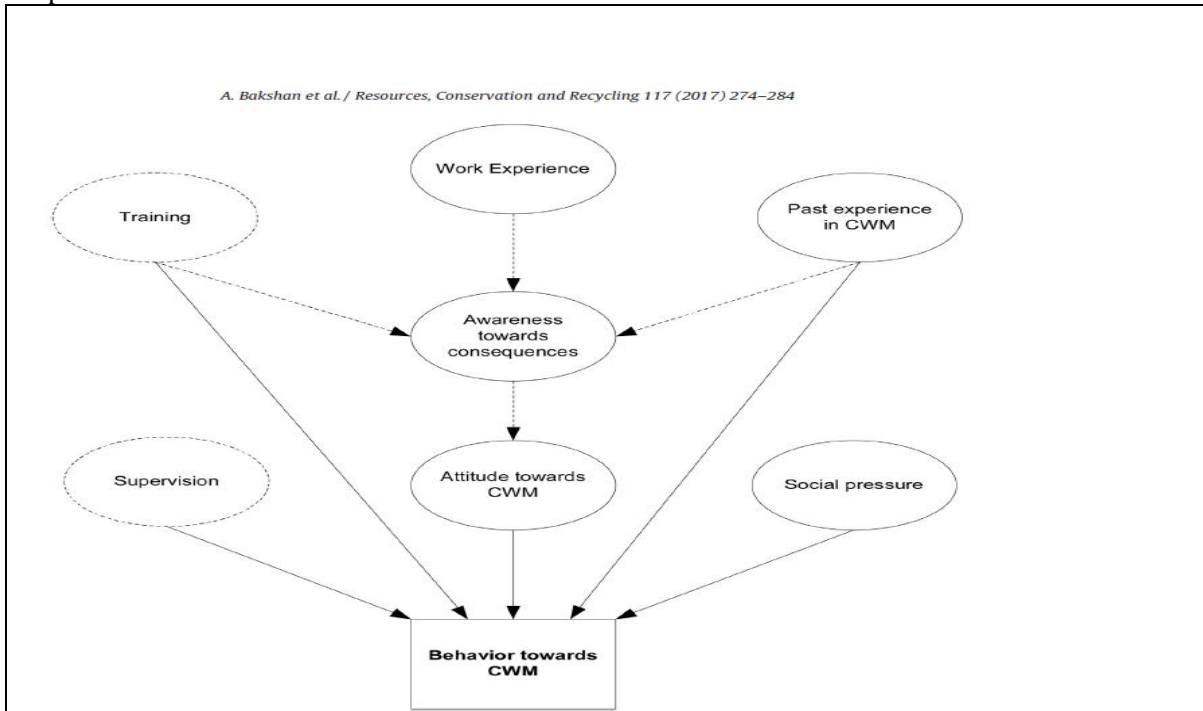 A. Bakshan et al. / Resources, Conservation and Recycling 117 (2017) 274–284
Work Experience
Training
Past experience
in CWM
Awareness
towards
consequences
Supervision
Attitude towards
CWM
Social pressure
Behavior towards
CWM